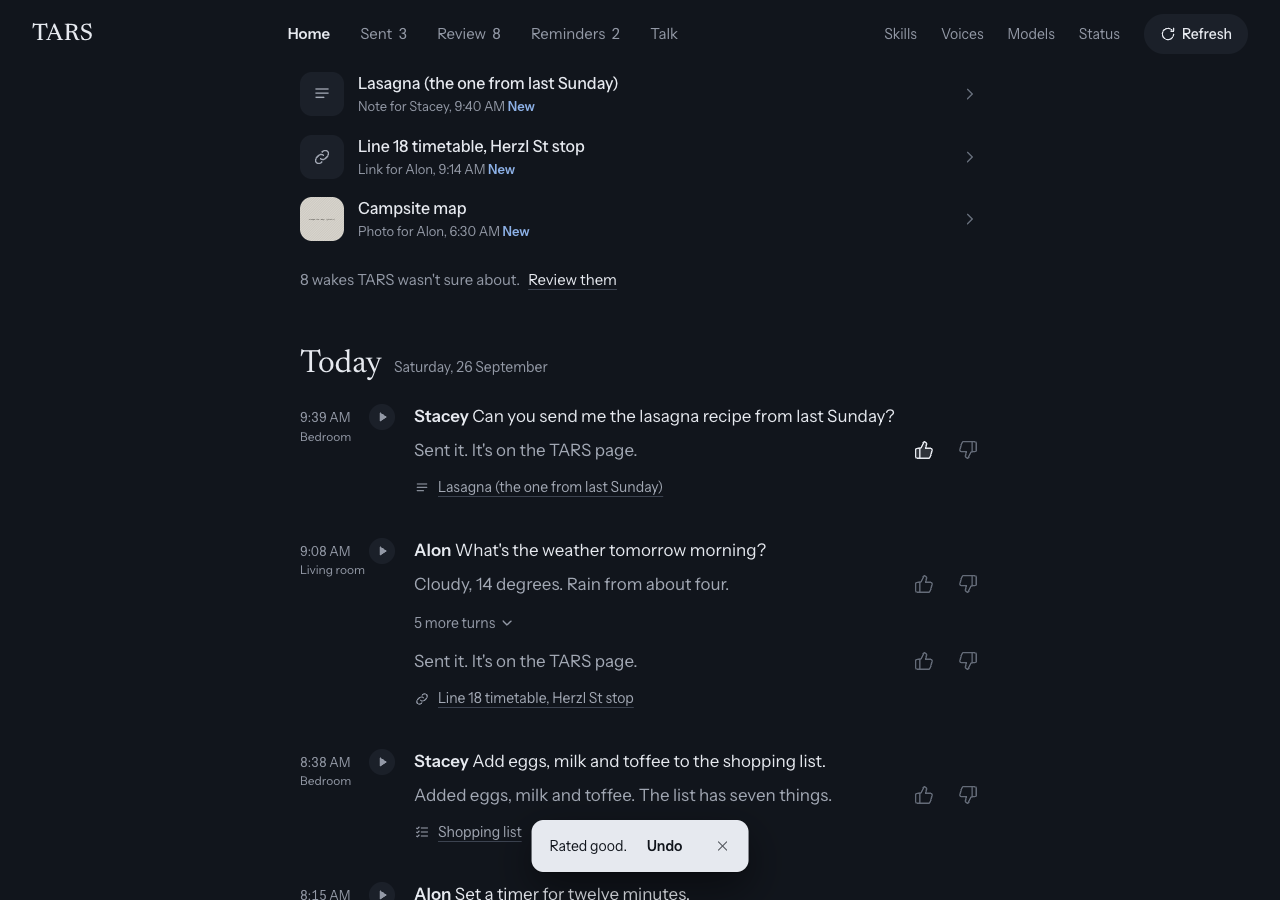 TARS
Home
Sent 3
Review 8
Reminders 2
Talk
Skills
Voices
Models
Status
Refresh
Lasagna (the one from last Sunday)
Note for Stacey, 9:40 AM New
Line 18 timetable, Herzl St stop
Link for Alon, 9:14 AM New
Campsite map
Photo for Alon, 6:30 AM New
8 wakes TARS wasn't sure about. Review them
Today Saturday, 26 September
9:39 AM
Bedroom
Stacey Can you send me the lasagna recipe from last Sunday?
Sent it. It's on the TARS page.
Lasagna (the one from last Sunday)
9:08 AM
Living room
Alon What's the weather tomorrow morning?
Cloudy, 14 degrees. Rain from about four.
5 more turns
Sent it. It's on the TARS page.
Line 18 timetable, Herzl St stop
8:38 AM
Bedroom
Stacey Add eggs, milk and toffee to the shopping list.
Added eggs, milk and toffee. The list has seven things.
Shopping list
Rated good. Undo
8:15 AM
Alon Set a timer for twelve minutes.